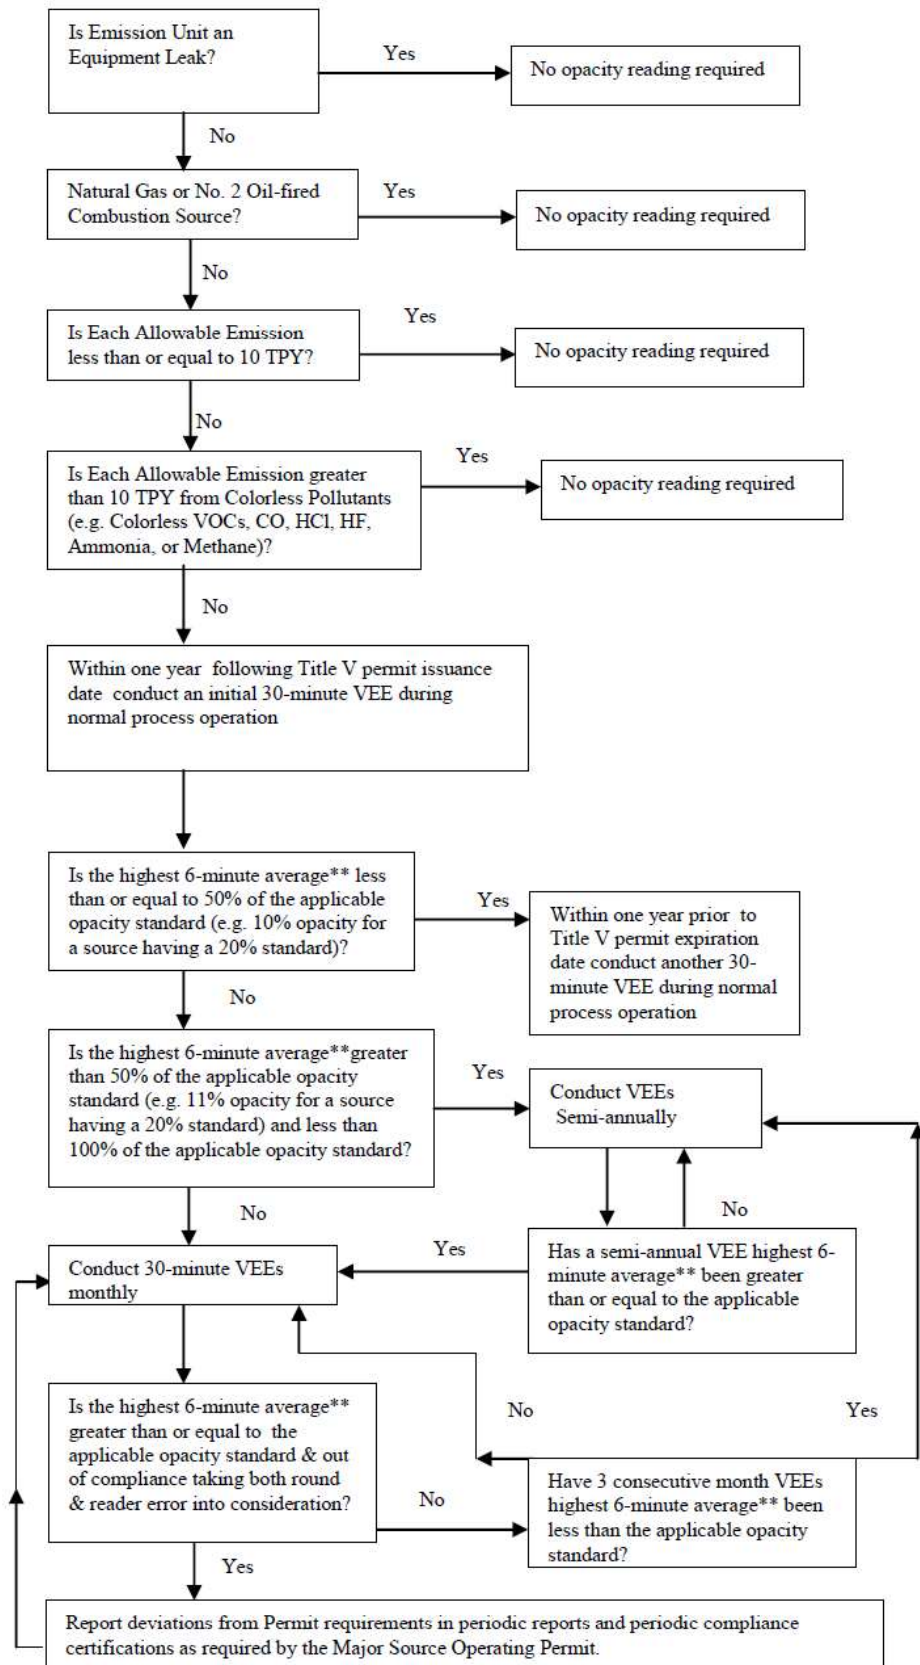 Is Emission Unit an
Equipment Leak?
Yes
No opacity reading required
No
Natural Gas or No. 2 Oil-fired
Combustion Source?
Yes
No opacity reading required
No
Is Each Allowable Emission
less than or equal to 10 TPY?
Yes
No opacity reading required
No
Is Each Allowable Emission greater
than 10 TPY from Colorless Pollutants
(e.g. Colorless VOCs, CO, HCl, HF,
Ammonia, or Methane)?
Yes
No opacity reading required
No
Within one year following Title V permit issuance
date conduct an initial 30-minute VEE during
normal process operation
Is the highest 6-minute average** less
than or equal to 50% of the applicable
opacity standard (e.g. 10% opacity for
a source having a 20% standard)?
Yes
Within one year prior to
Title V permit expiration
date conduct another 30-
minute VEE during normal
process operation
No
Is the highest 6-minute average**greater
than 50% of the applicable opacity
standard (e.g. 11% opacity for a source
having a 20% standard) and less than
100% of the applicable opacity standard?
Yes
Conduct VEEs
Semi-annually
No
No
Conduct 30-minute VEEs
monthly
Yes
Has a semi-annual VEE highest 6-
minute average** been greater
than or equal to the applicable
opacity standard?
Is the highest 6-minute average**
greater than or equal to the
applicable opacity standard & out
of compliance taking both round
& reader error into consideration?
No
Yes
No
Have 3 consecutive month VEEs
highest 6-minute average** been
less than the applicable opacity
standard?
Yes
Report deviations from Permit requirements in periodic reports and periodic compliance
certifications as required by the Major Source Operating Permit.